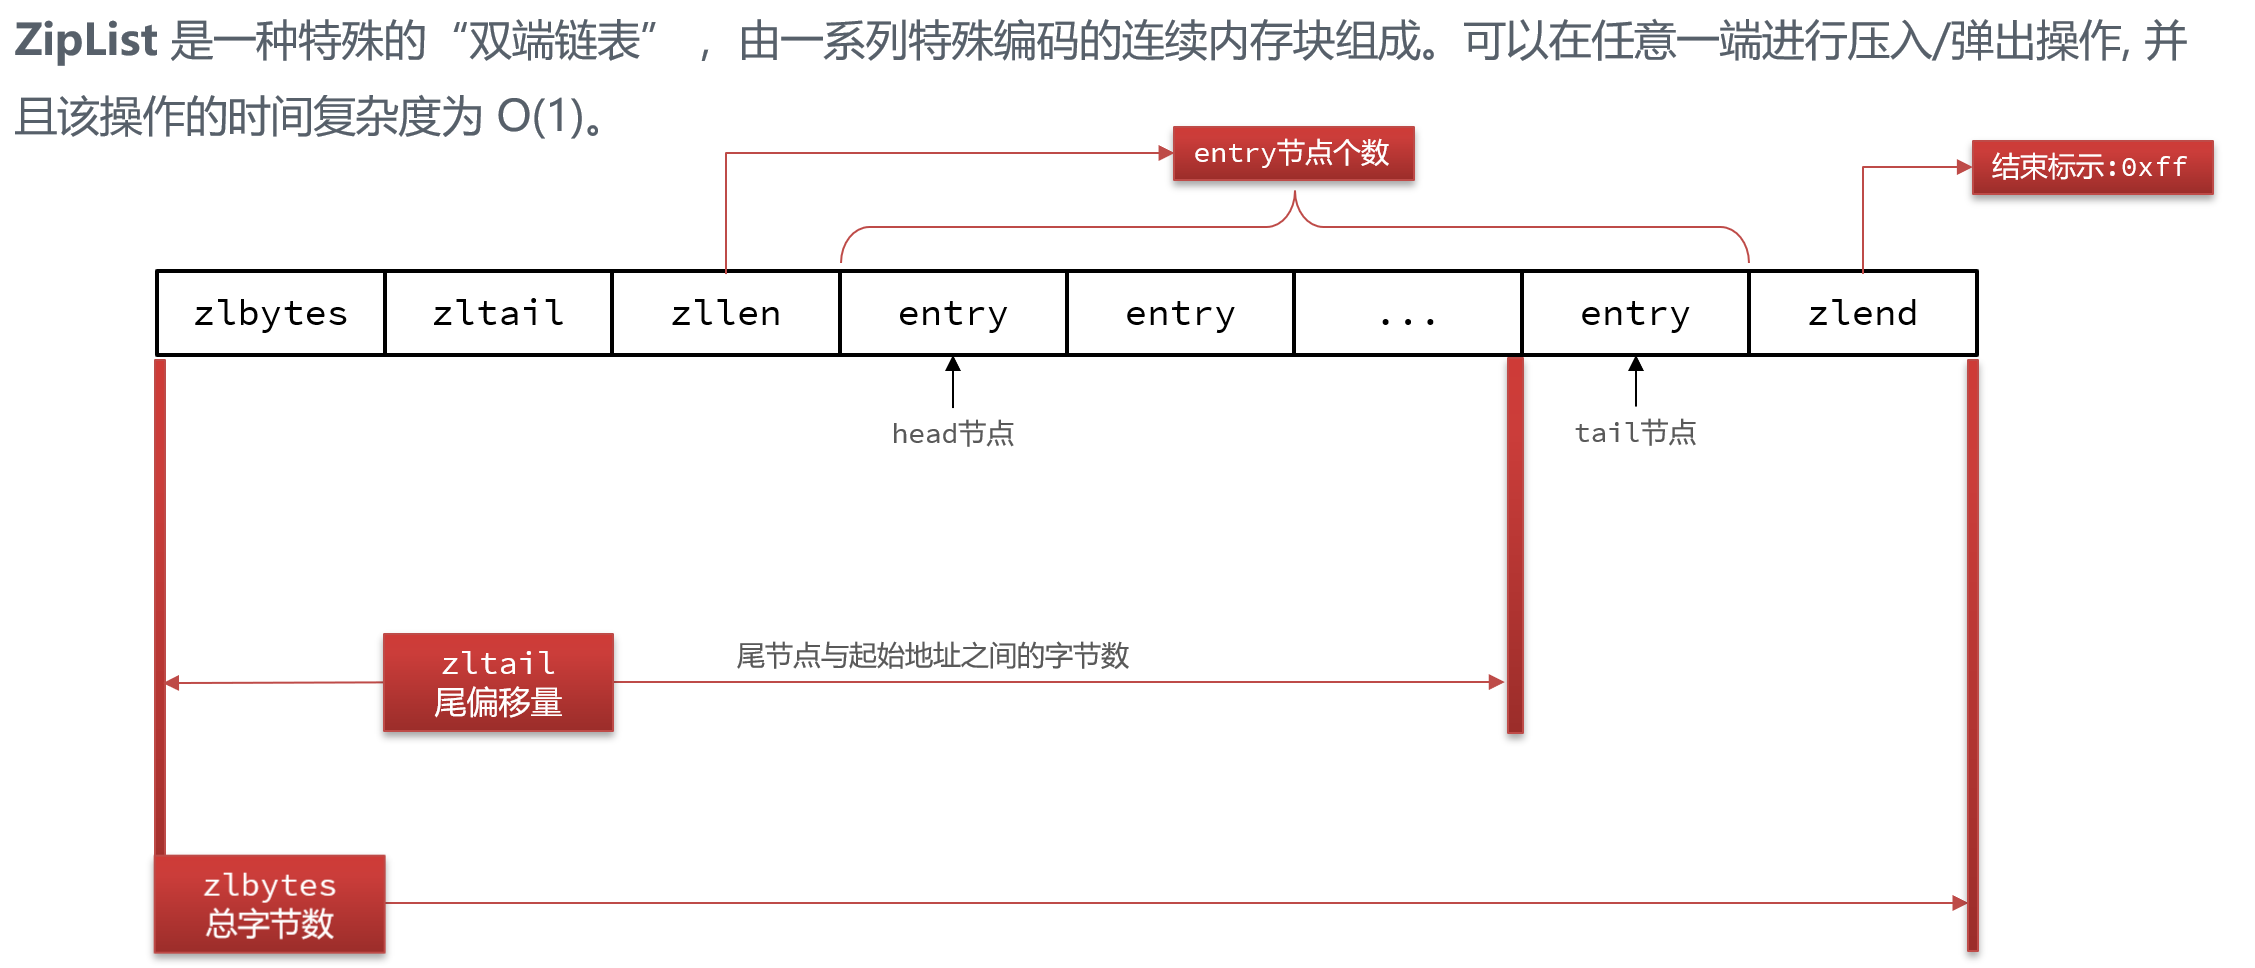 ZipList 是一种特殊的“双端链表” ，由一系列特殊编码的连续内存块组成。可以在任意一端进行压入/弹出操作, 并
且该操作的时间复杂度为 O(1)。
entry节点个数
结束标示:0xff
zlbytes zltail zllen entry entry ... entry zlend
head节点
tail节点
zltail
尾偏移量
尾节点与起始地址之间的字节数
zlbytes
总字节数